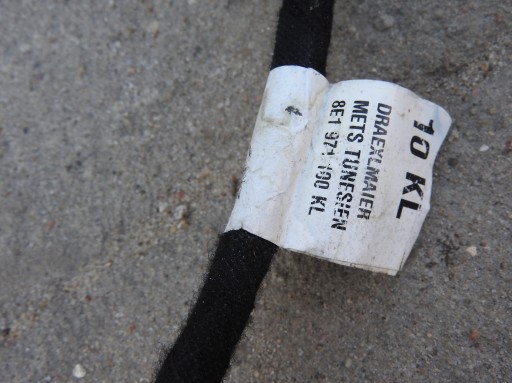 10 KL
DRAEXLMAIER
METS TUNESIEN
8E1 971 100 KL